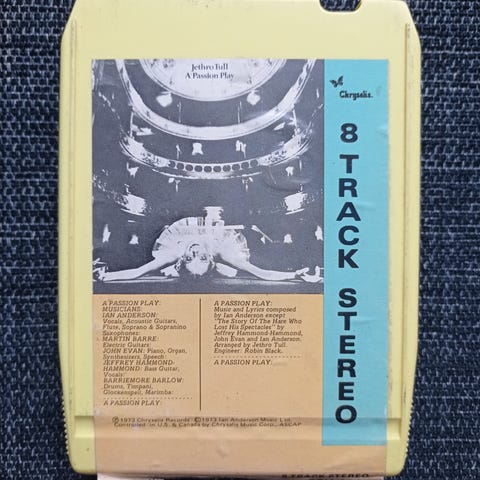 Jethro Tull
A Passion Play
Chrysalis.
8 TRACK STEREO
A PASSION PLAY:
MUSICIANS:
IAN ANDERSON:
Vocals, Acoustic Guitars,
Flute, Soprano & Sopranino
Saxophones:
MARTIN BARRE:
Electric Guitars:
JOHN EVAN: Piano, Organ,
Synthesizers, Speech:
JEFFREY HAMMOND-
HAMMOND: Bass Guitar,
Vocals:
BARRIEMORE BARLOW:
Drums, Timpani,
Glockenspiel, Marimba:
A PASSION PLAY:
A PASSION PLAY:
Music and Lyrics composed
by Ian Anderson except
"The Story Of The Hare Who
Lost His Spectacles" by
Jeffrey Hammond-Hammond,
John Evan and Ian Anderson.
Arranged by Jethro Tull.
Engineer: Robin Black.
A PASSION PLAY:
©1973 Chrysalis Records ℗1973 Ian Anderson Music Ltd.
Controlled in U.S. & Canada by Chrysalis Music Corp., ASCAP
8 TRACK STEREO